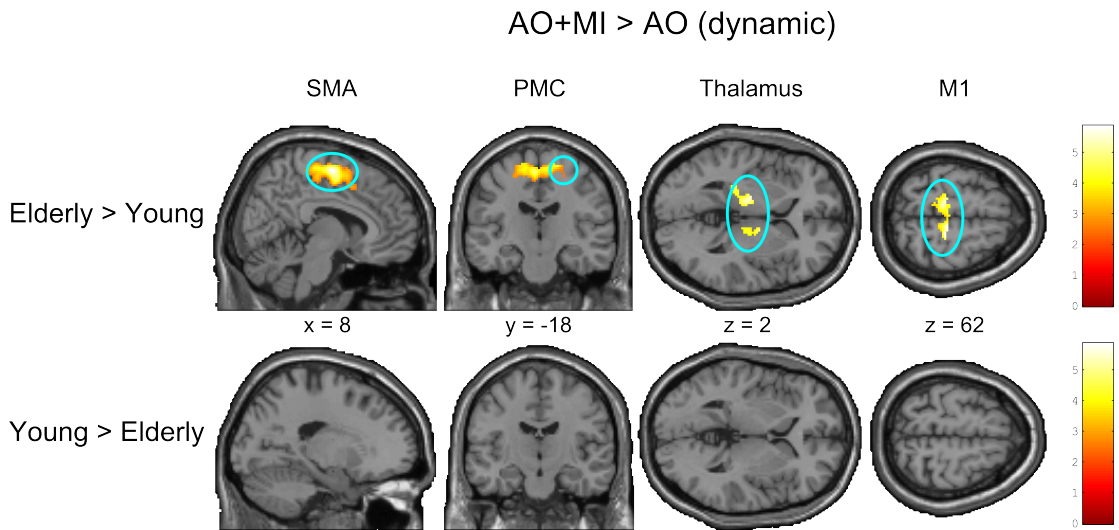 AO+MI > AO (dynamic)
SMA PMC Thalamus M1
Elderly > Young
5
4
3
2
1
0
x = 8 y = -18 z = 2 z = 62
Young > Elderly
5
4
3
2
1
0